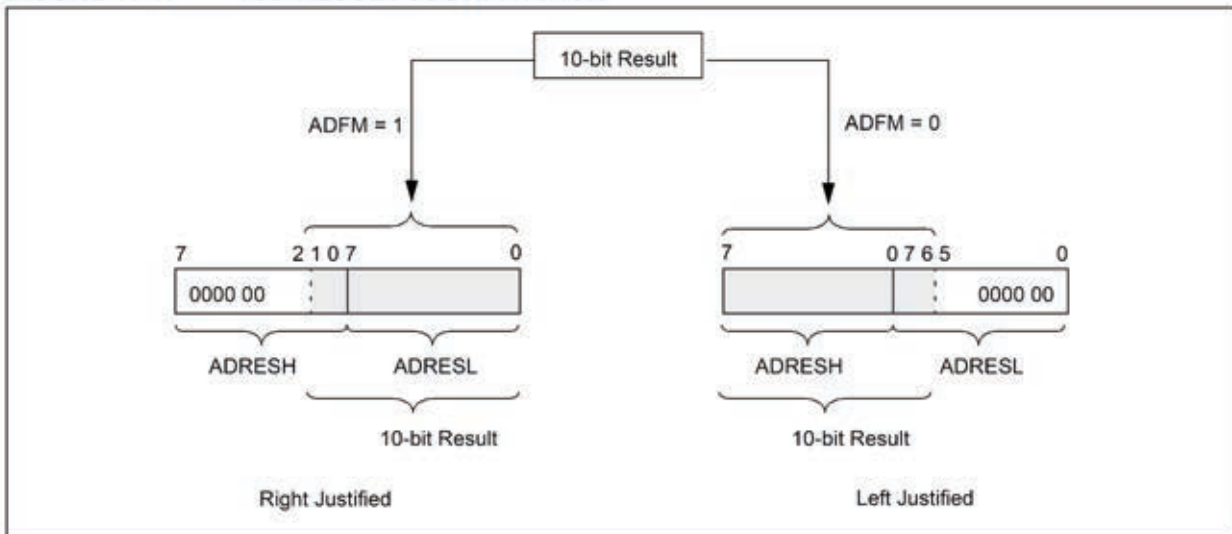 10-bit Result
ADFM = 1
ADFM = 0
7 2 1 0 7 0
7 0 7 6 5 0
0000 00
0000 00
ADRESH ADRESL
ADRESH ADRESL
10-bit Result
10-bit Result
Right Justified
Left Justified